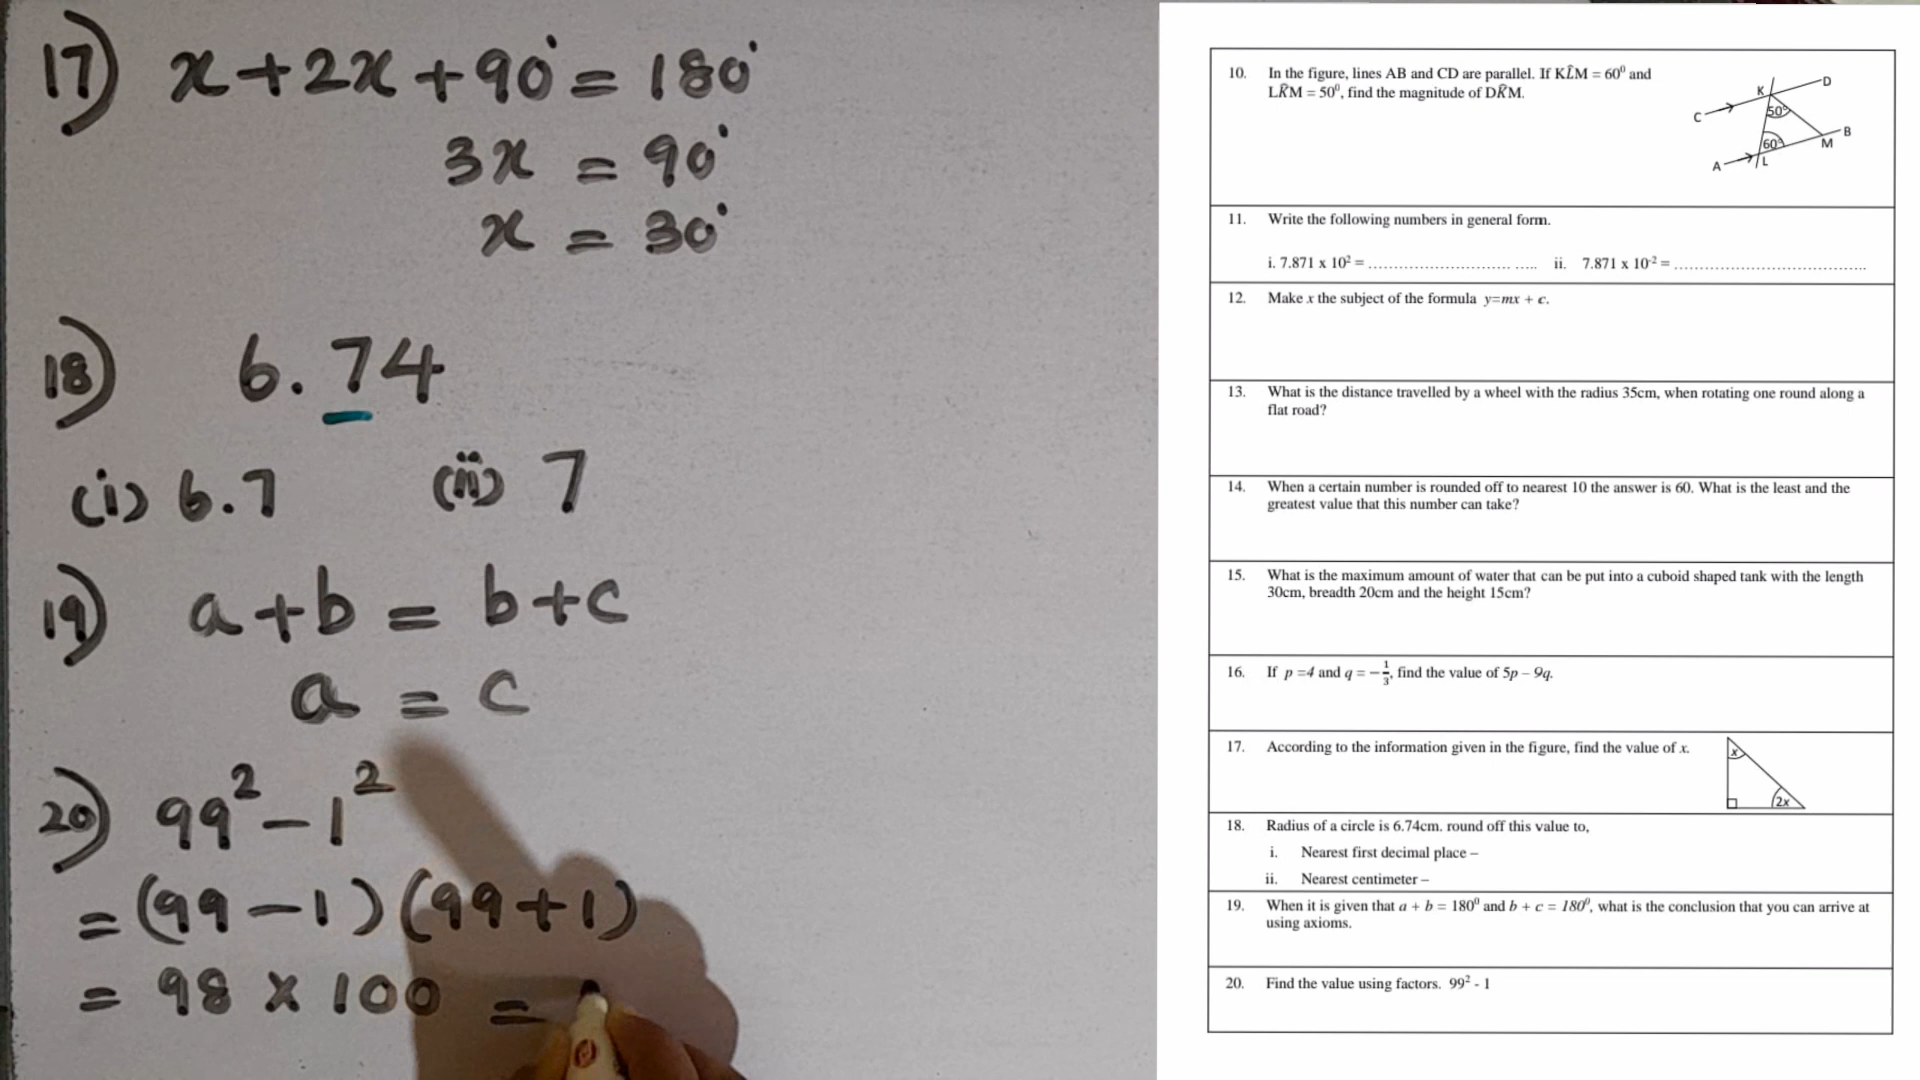 17) x + 2x + 90° = 180°
3x = 90°
x = 30°
18) 6.74
(i) 6.7 (ii) 7
19) a + b = b + c
a = c
20) 99² − 1²
= (99 − 1) (99 + 1)
= 98 × 100 =
10. In the figure, lines AB and CD are parallel. If KL̂M = 60⁰ and
LK̂M = 50⁰, find the magnitude of DK̂M.
K
D
C
50°
B
60°
M
A
L
11. Write the following numbers in general form.
i. 7.871 x 10² = ................................ ii. 7.871 x 10⁻² = ...................................
12. Make x the subject of the formula y=mx + c.
13. What is the distance travelled by a wheel with the radius 35cm, when rotating one round along a
flat road?
14. When a certain number is rounded off to nearest 10 the answer is 60. What is the least and the
greatest value that this number can take?
15. What is the maximum amount of water that can be put into a cuboid shaped tank with the length
30cm, breadth 20cm and the height 15cm?
16. If p =4 and q = −1/3, find the value of 5p – 9q.
17. According to the information given in the figure, find the value of x.
x
2x
18. Radius of a circle is 6.74cm. round off this value to,
i. Nearest first decimal place –
ii. Nearest centimeter –
19. When it is given that a + b = 180⁰ and b + c = 180⁰, what is the conclusion that you can arrive at
using axioms.
20. Find the value using factors. 99² - 1